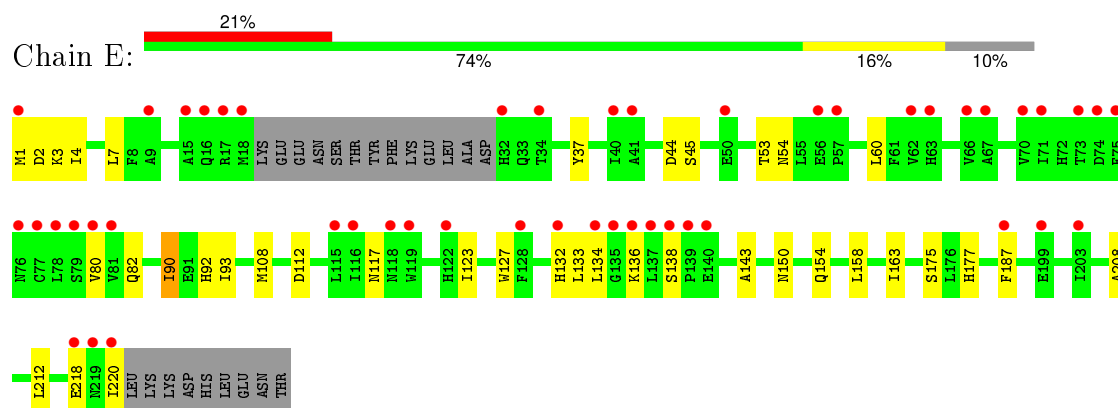 21%
Chain E:
74% 16% 10%
M1 D2 K3 I4 L7 F8 A9 A15 Q16 R17 M18 LYS GLU GLU ASN SER THR TYR PHE LYS GLU LEU ALA ASP H32 Q33 T34 Y37 I40 A41 D44 S45 E50 T53 N54 L55 E56 P57 L60 F61 V62 H63 V66 A67 V70 I71 H72 T73 D74
N76 C77 L78 S79 V80 V81 Q82 I90 E91 H92 I93 M108 D112 L115 I116 N117 N118 W119 H122 I123 W127 F128 H132 L133 L134 G135 K136 L137 S138 P139 E140 A143 N150 Q154 L158 I163 S175 L176 H177 F187 E199 I203 A208
L212 E218 N219 I220 LEU LYS LYS ASP HIS LEU GLU ASN THR